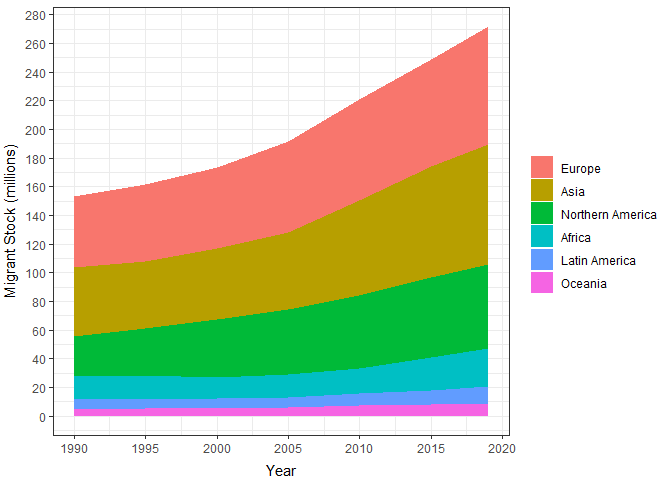 Migrant Stock (millions)
280
260
240
220
200
180
160
140
120
100
80
60
40
20
0
1990 1995 2000 2005 2010 2015 2020
Year
Europe
Asia
Northern America
Africa
Latin America
Oceania